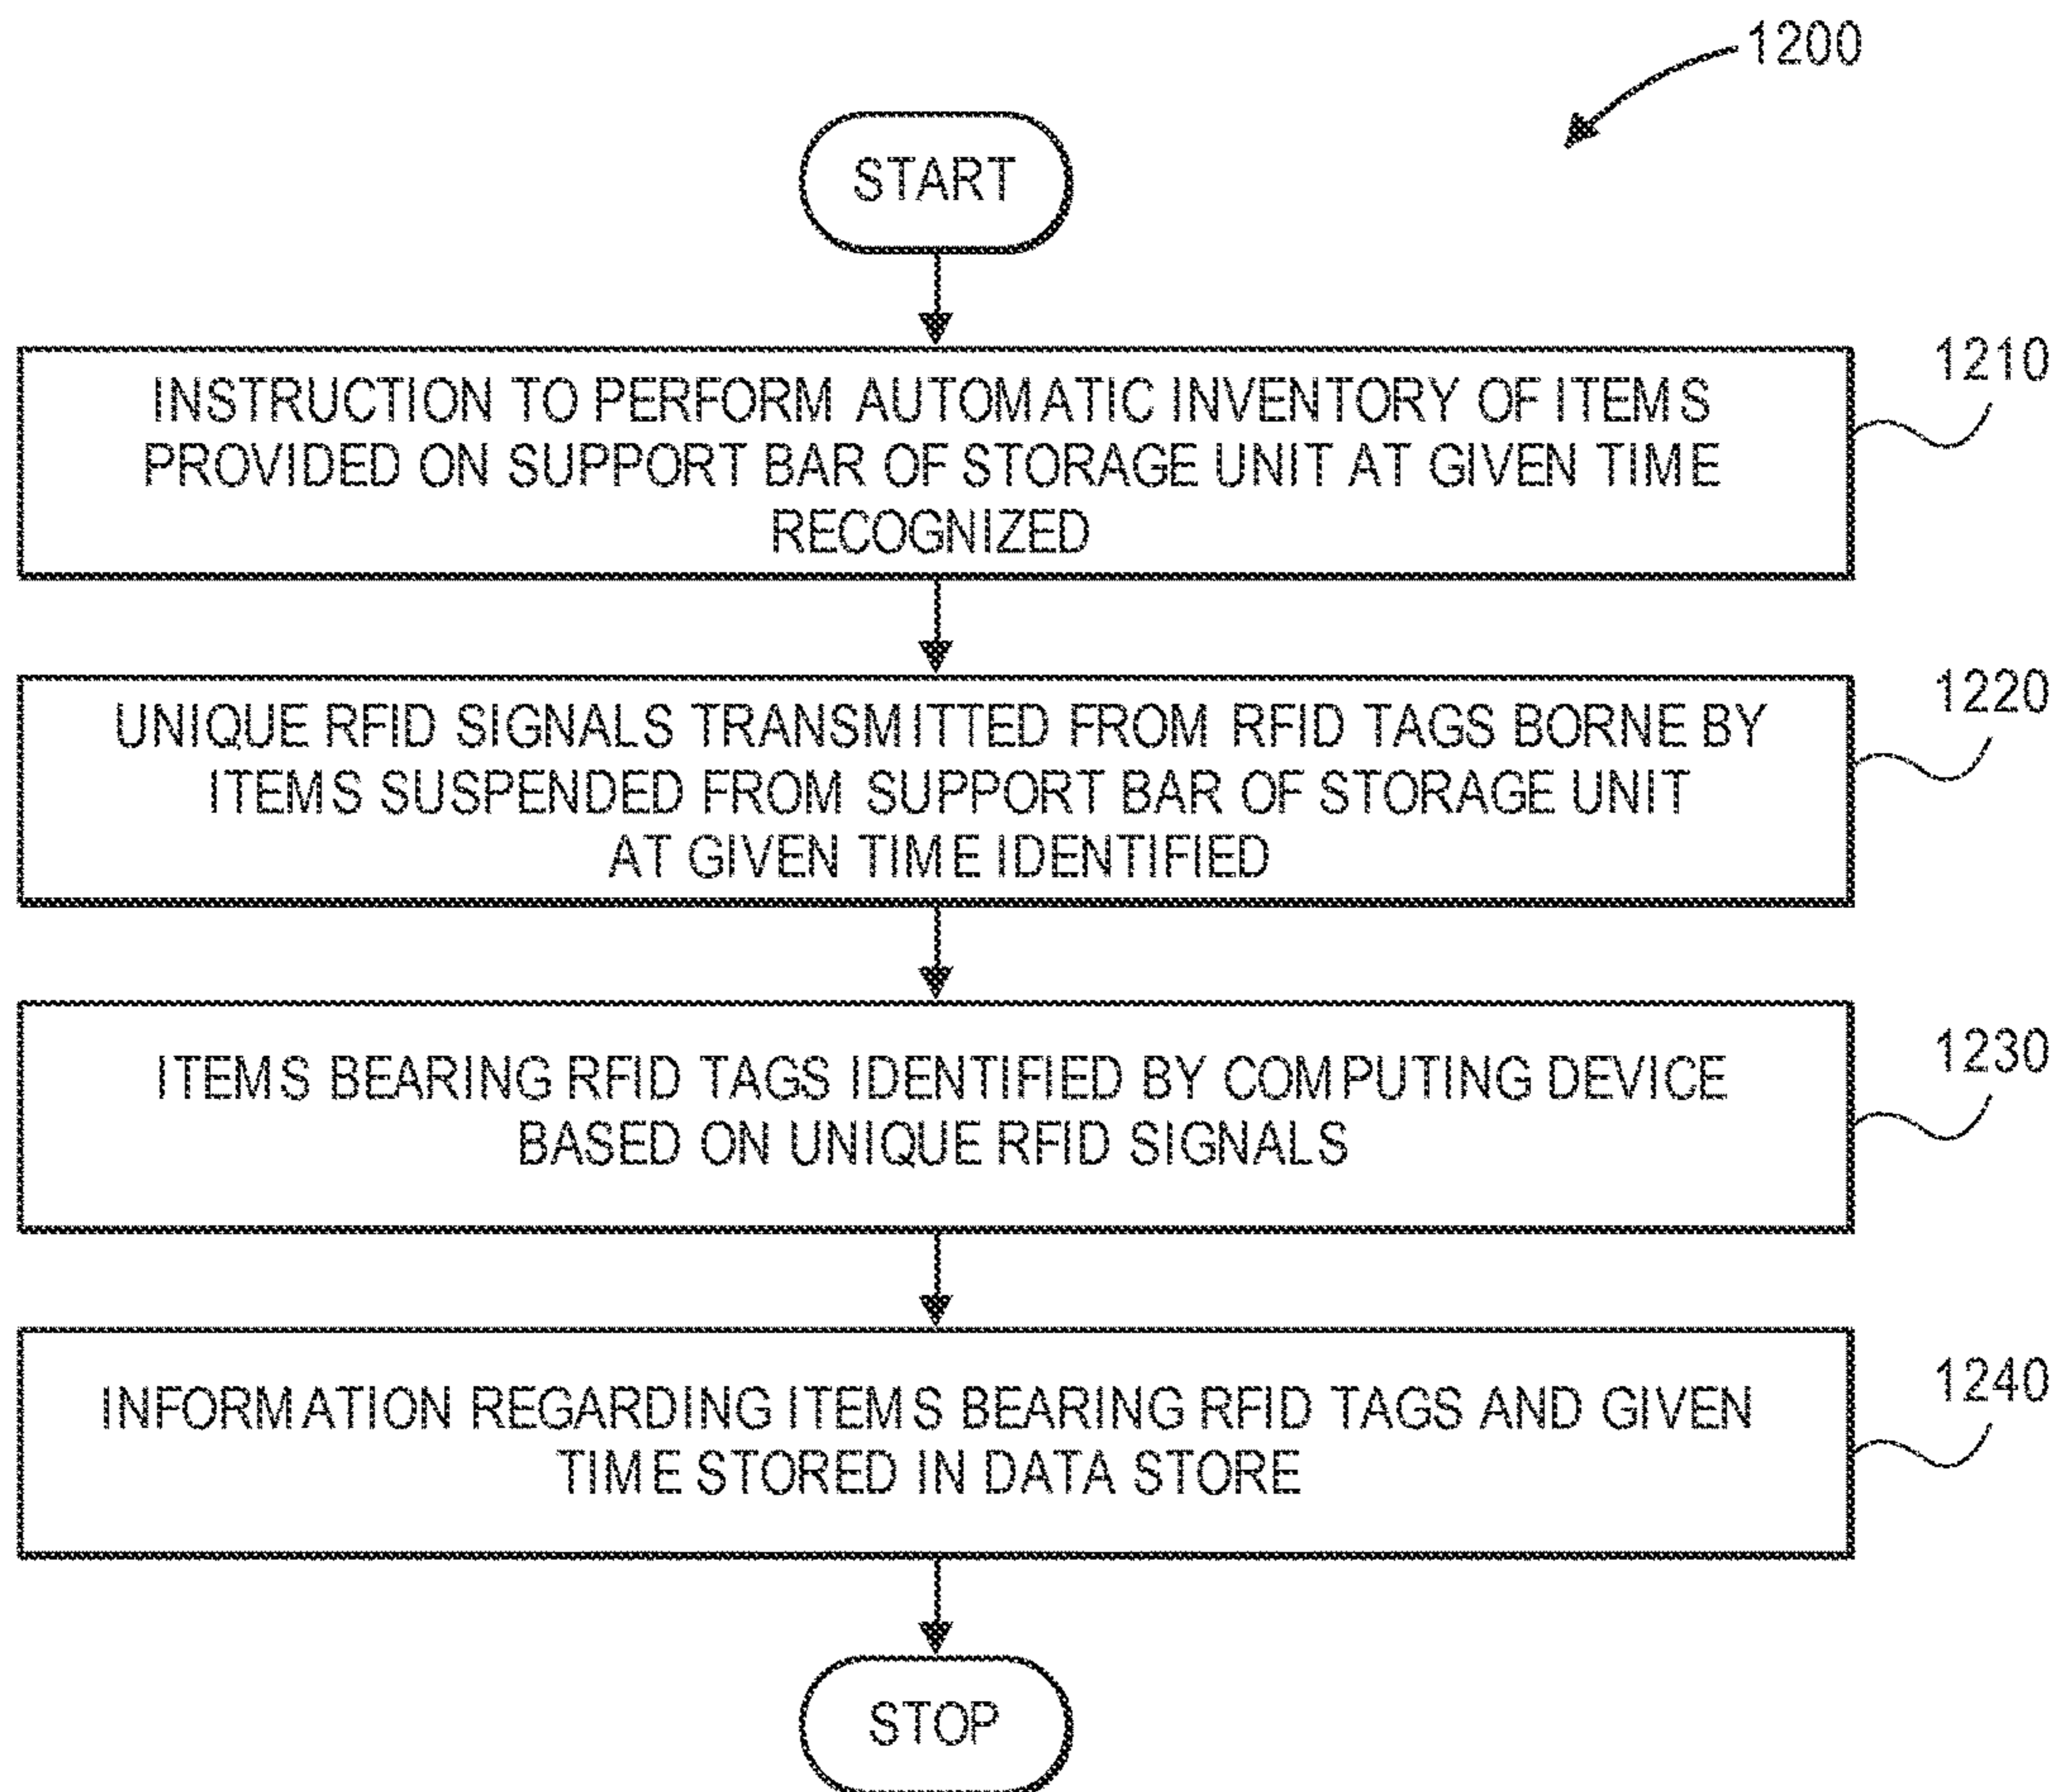 1200
START
INSTRUCTION TO PERFORM AUTOMATIC INVENTORY OF ITEMS
PROVIDED ON SUPPORT BAR OF STORAGE UNIT AT GIVEN TIME
RECOGNIZED
1210
UNIQUE RFID SIGNALS TRANSMITTED FROM RFID TAGS BORNE BY
ITEMS SUSPENDED FROM SUPPORT BAR OF STORAGE UNIT
AT GIVEN TIME IDENTIFIED
1220
ITEMS BEARING RFID TAGS IDENTIFIED BY COMPUTING DEVICE
BASED ON UNIQUE RFID SIGNALS
1230
INFORMATION REGARDING ITEMS BEARING RFID TAGS AND GIVEN
TIME STORED IN DATA STORE
1240
STOP